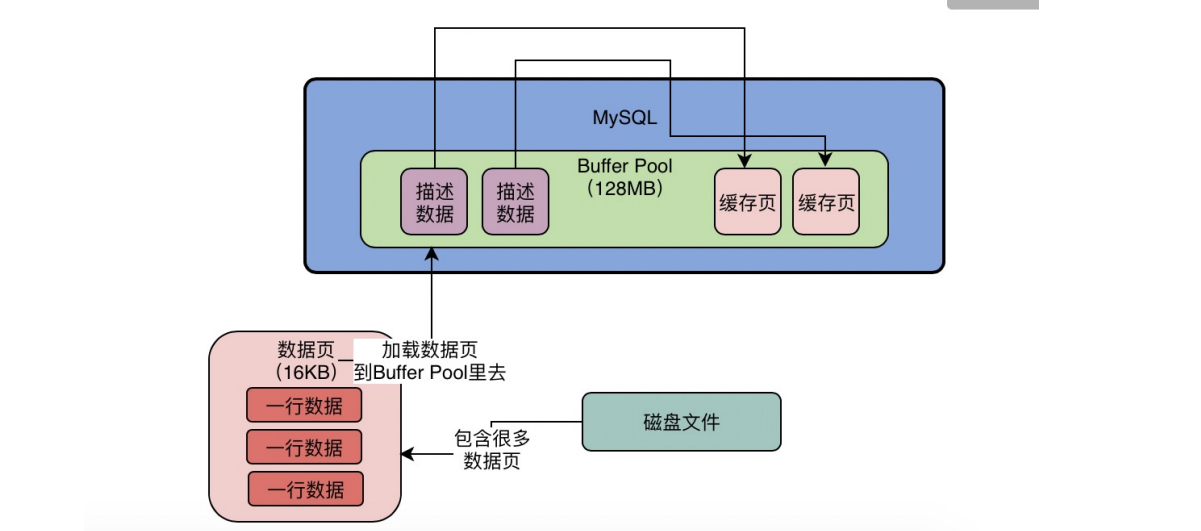 MySQL
Buffer Pool
（128MB）
描述
数据
描述
数据
缓存页
缓存页
数据页
（16KB）
加载数据页
到Buffer Pool里去
一行数据
一行数据
一行数据
包含很多
数据页
磁盘文件